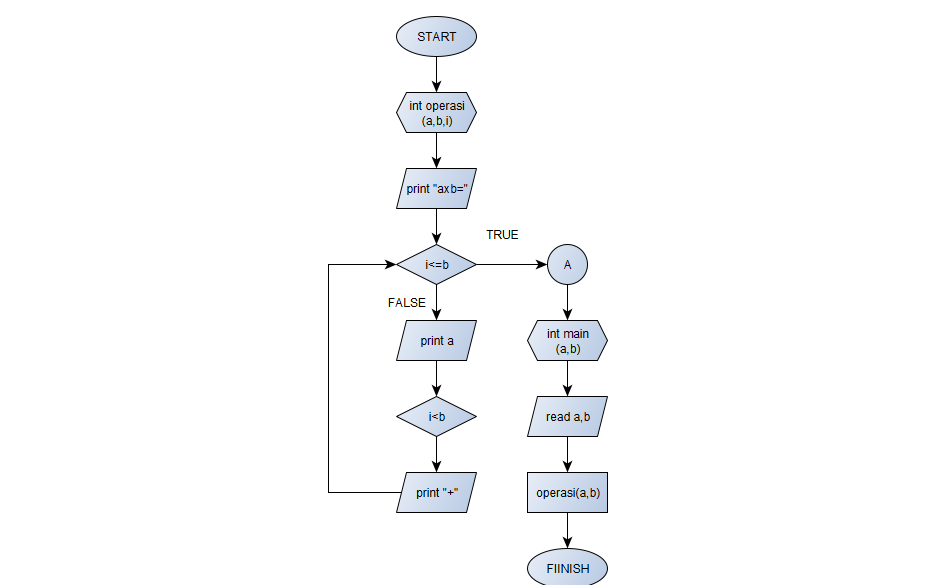 START
int operasi
(a,b,i)
print "axb="
TRUE
i<=b
A
FALSE
print a
int main
(a,b)
i<b
read a,b
print "+"
operasi(a,b)
FIINISH